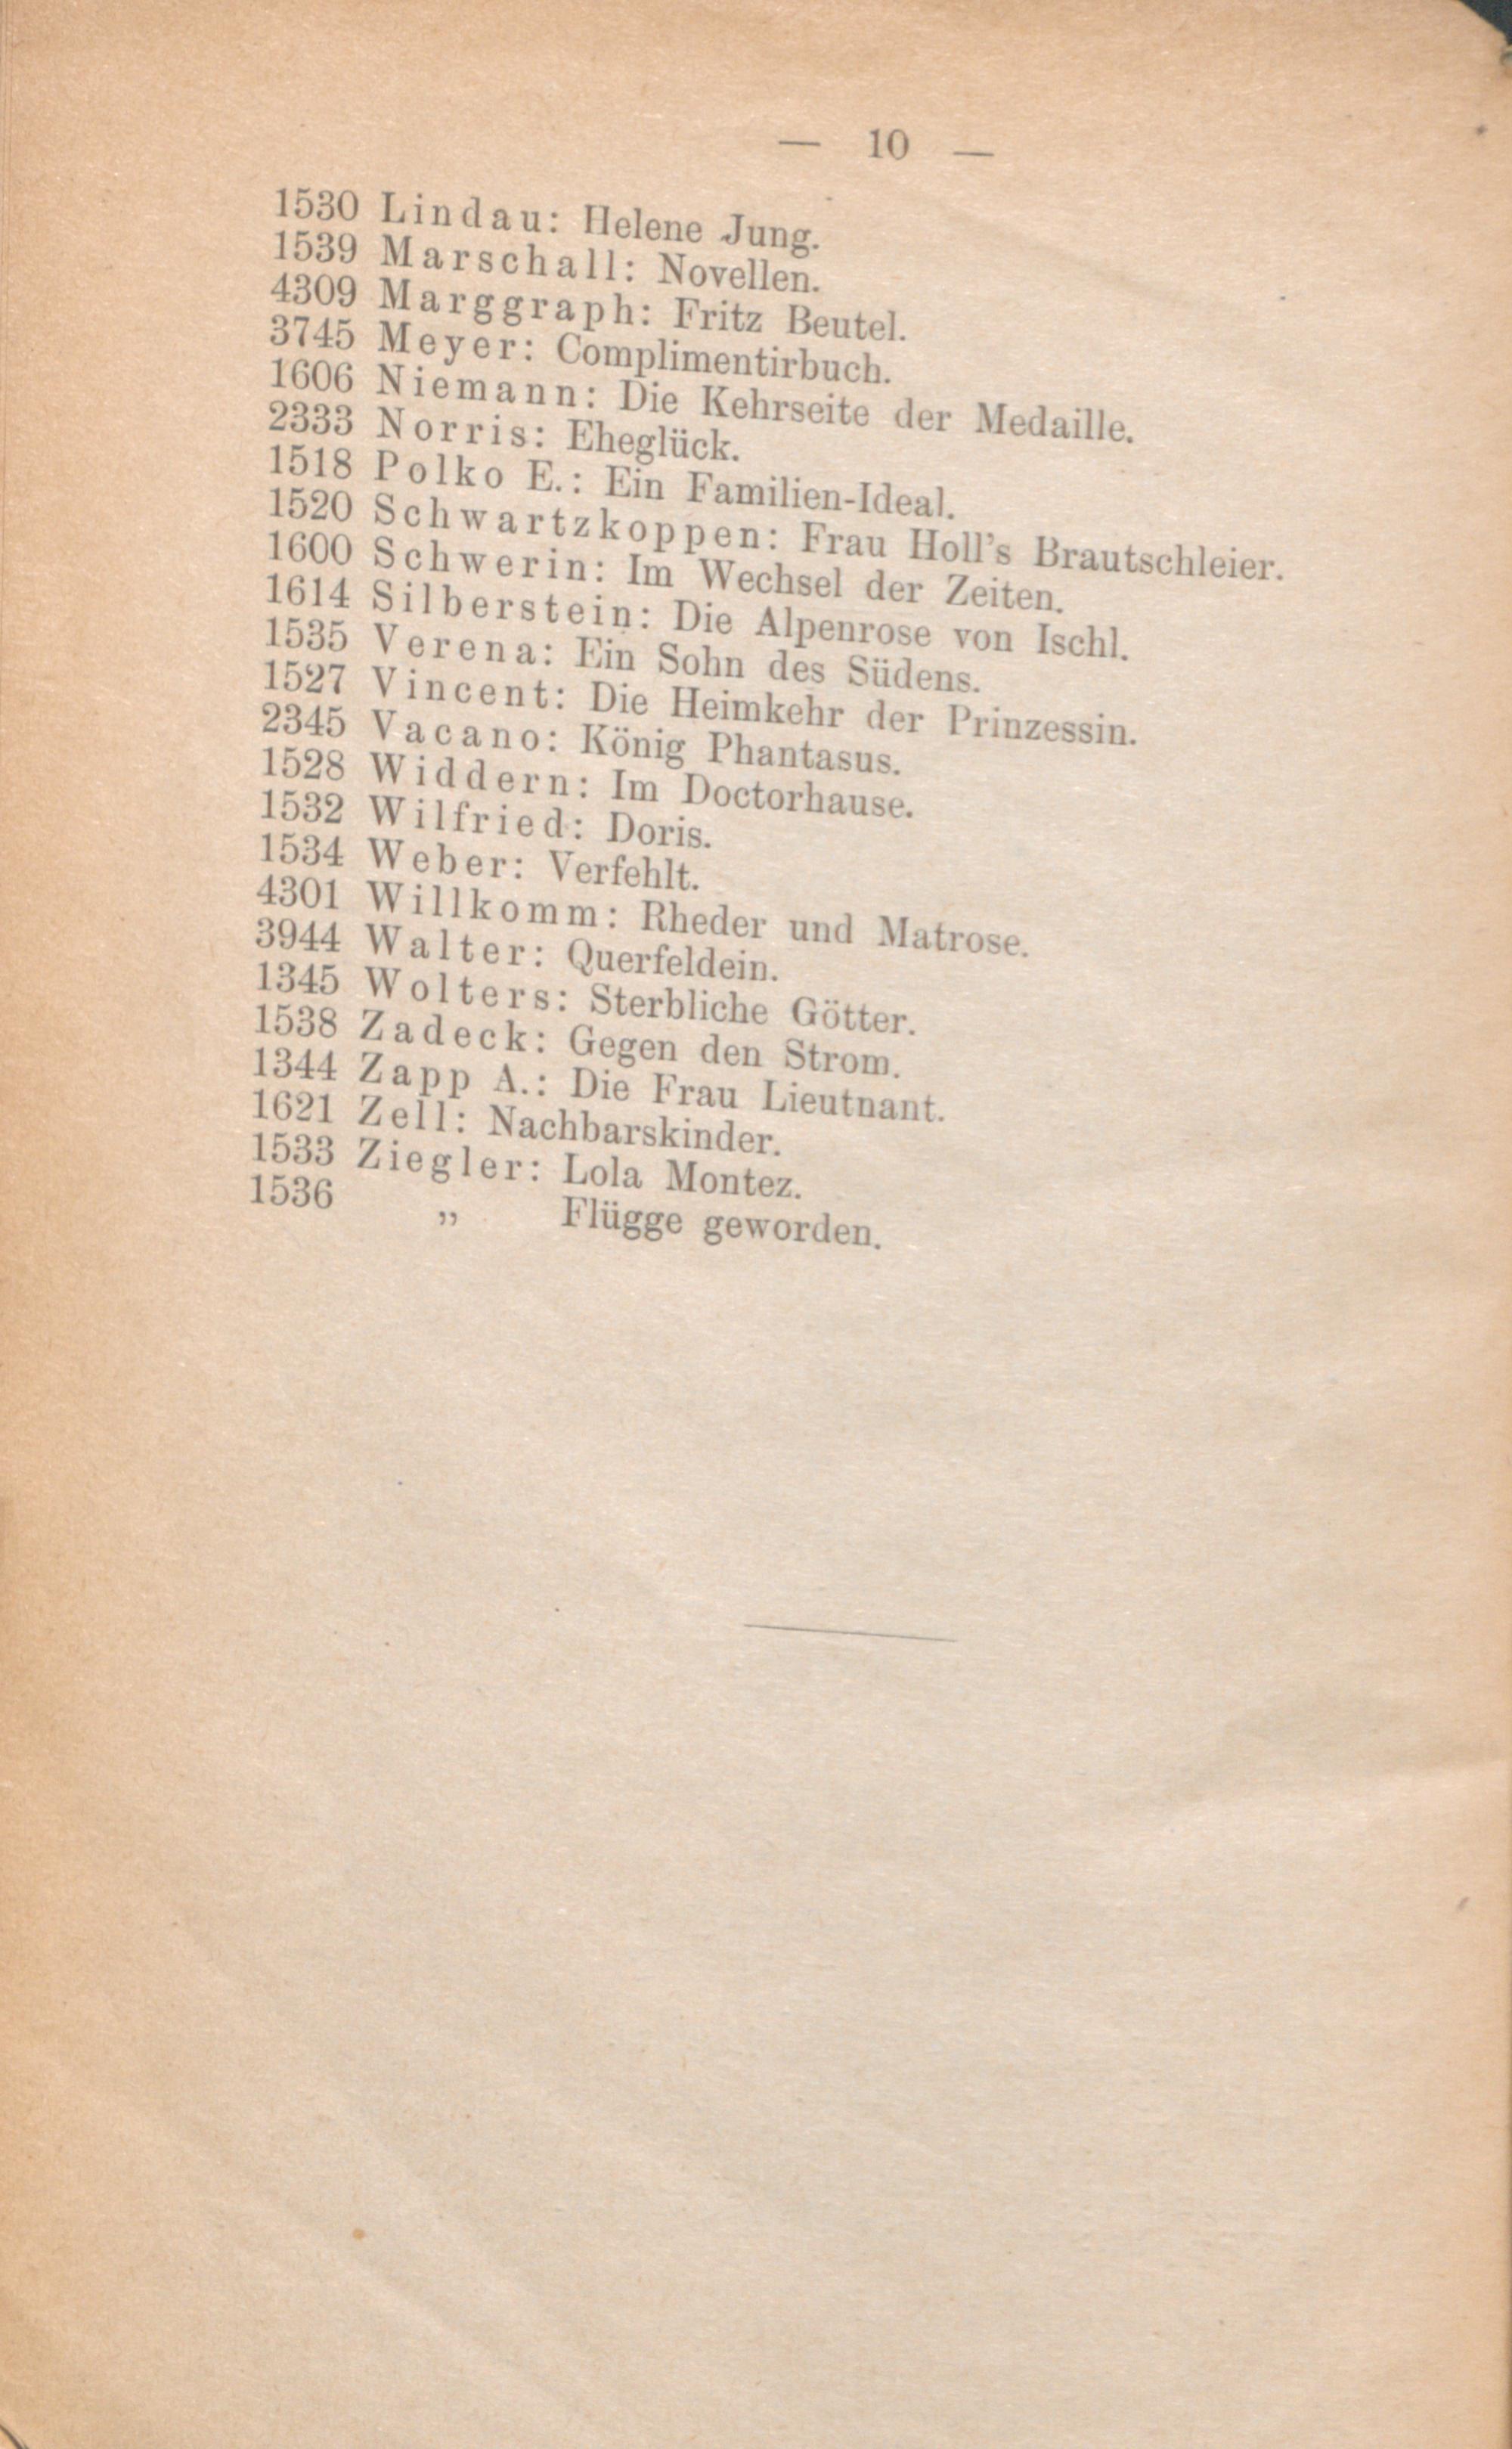 — 10 —
1530 Lindau: Helene Jung.
1539 Marschall: Novellen.
4309 Marggraph: Fritz Beutel.
3745 Meyer: Complimentirbuch.
1606 Niemann: Die Kehrseite der Medaille.
2333 Norris: Eheglück.
1518 Polko E.: Ein Familien-Ideal.
1520 Schwartzkoppen: Frau Holl's Brautschleier.
1600 Schwerin: Im Wechsel der Zeiten.
1614 Silberstein: Die Alpenrose von Ischl.
1535 Verena: Ein Sohn des Südens.
1527 Vincent: Die Heimkehr der Prinzessin.
2345 Vacano: König Phantasus.
1528 Widdern: Im Doctorhause.
1532 Wilfried: Doris.
1534 Weber: Verfehlt.
4301 Willkomm: Rheder und Matrose.
3944 Walter: Querfeldein.
1345 Wolters: Sterbliche Götter.
1538 Zadeck: Gegen den Strom.
1344 Zapp A.: Die Frau Lieutnant.
1621 Zell: Nachbarskinder.
1533 Ziegler: Lola Montez.
1536 „ Flügge geworden.